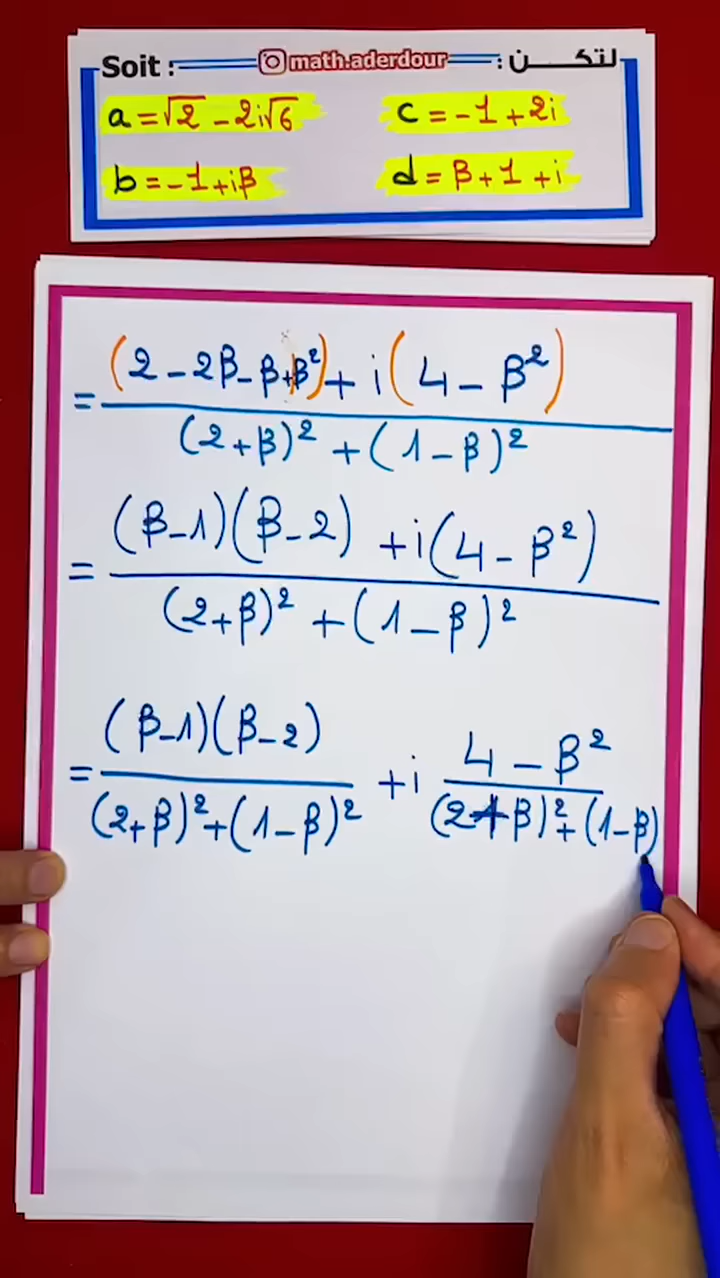 Soit : math.aderdour لتكن :
a = √2 - 2i√6 c = -1 + 2i
b = -1 + iβ d = β + 1 + i
= ((2 - 2β - β + β²) + i(4 - β²)) / ((2 + β)² + (1 - β)²)
= ((β - 1)(β - 2) + i(4 - β²)) / ((2 + β)² + (1 - β)²)
= ((β - 1)(β - 2)) / ((2 + β)² + (1 - β)²) + i (4 - β²) / ((2 + β)² + (1 - β)